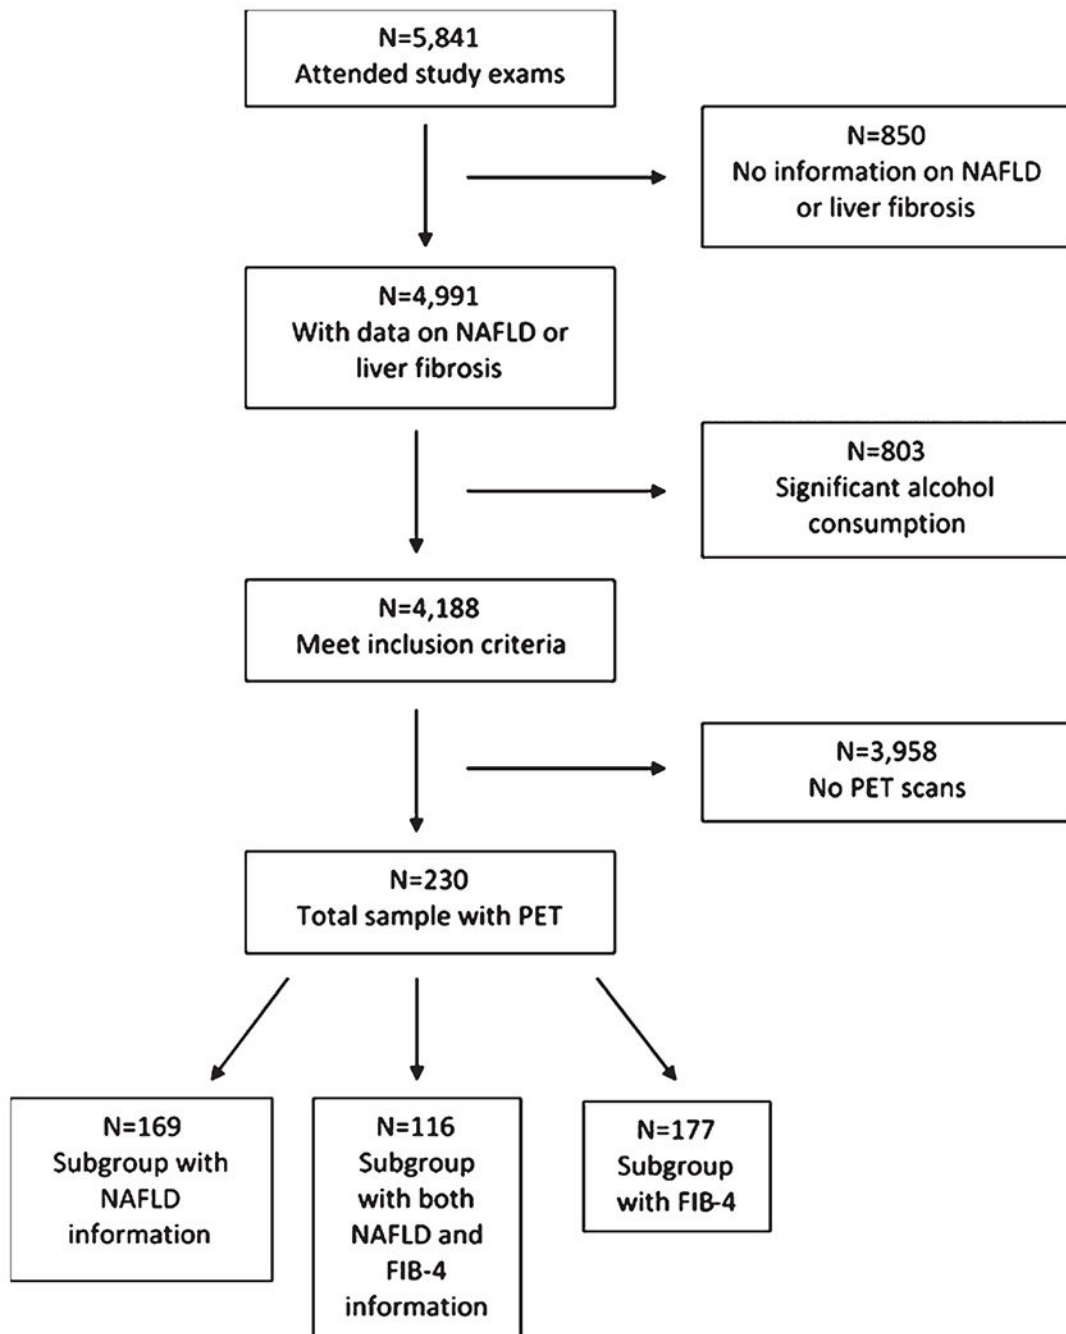 N=5,841
Attended study exams
N=850
No information on NAFLD
or liver fibrosis
N=4,991
With data on NAFLD or
liver fibrosis
N=803
Significant alcohol
consumption
N=4,188
Meet inclusion criteria
N=3,958
No PET scans
N=230
Total sample with PET
N=169
Subgroup with
NAFLD
information
N=116
Subgroup
with both
NAFLD and
FIB-4
information
N=177
Subgroup
with FIB-4